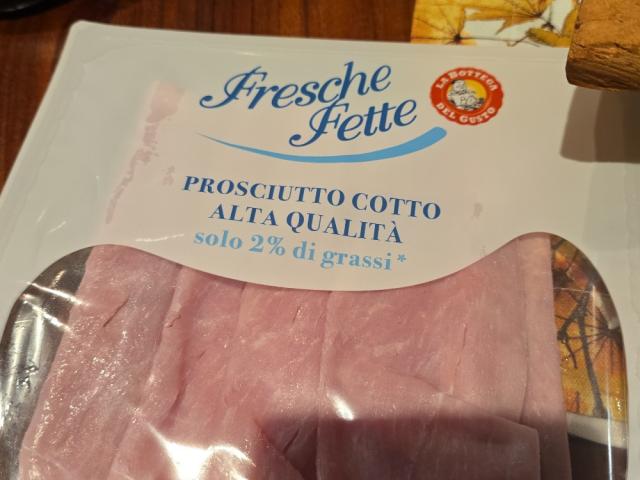 Fresche
Fette
LA BOTTEGA
DEL GUSTO
PROSCIUTTO COTTO
ALTA QUALITÀ
solo 2% di grassi*